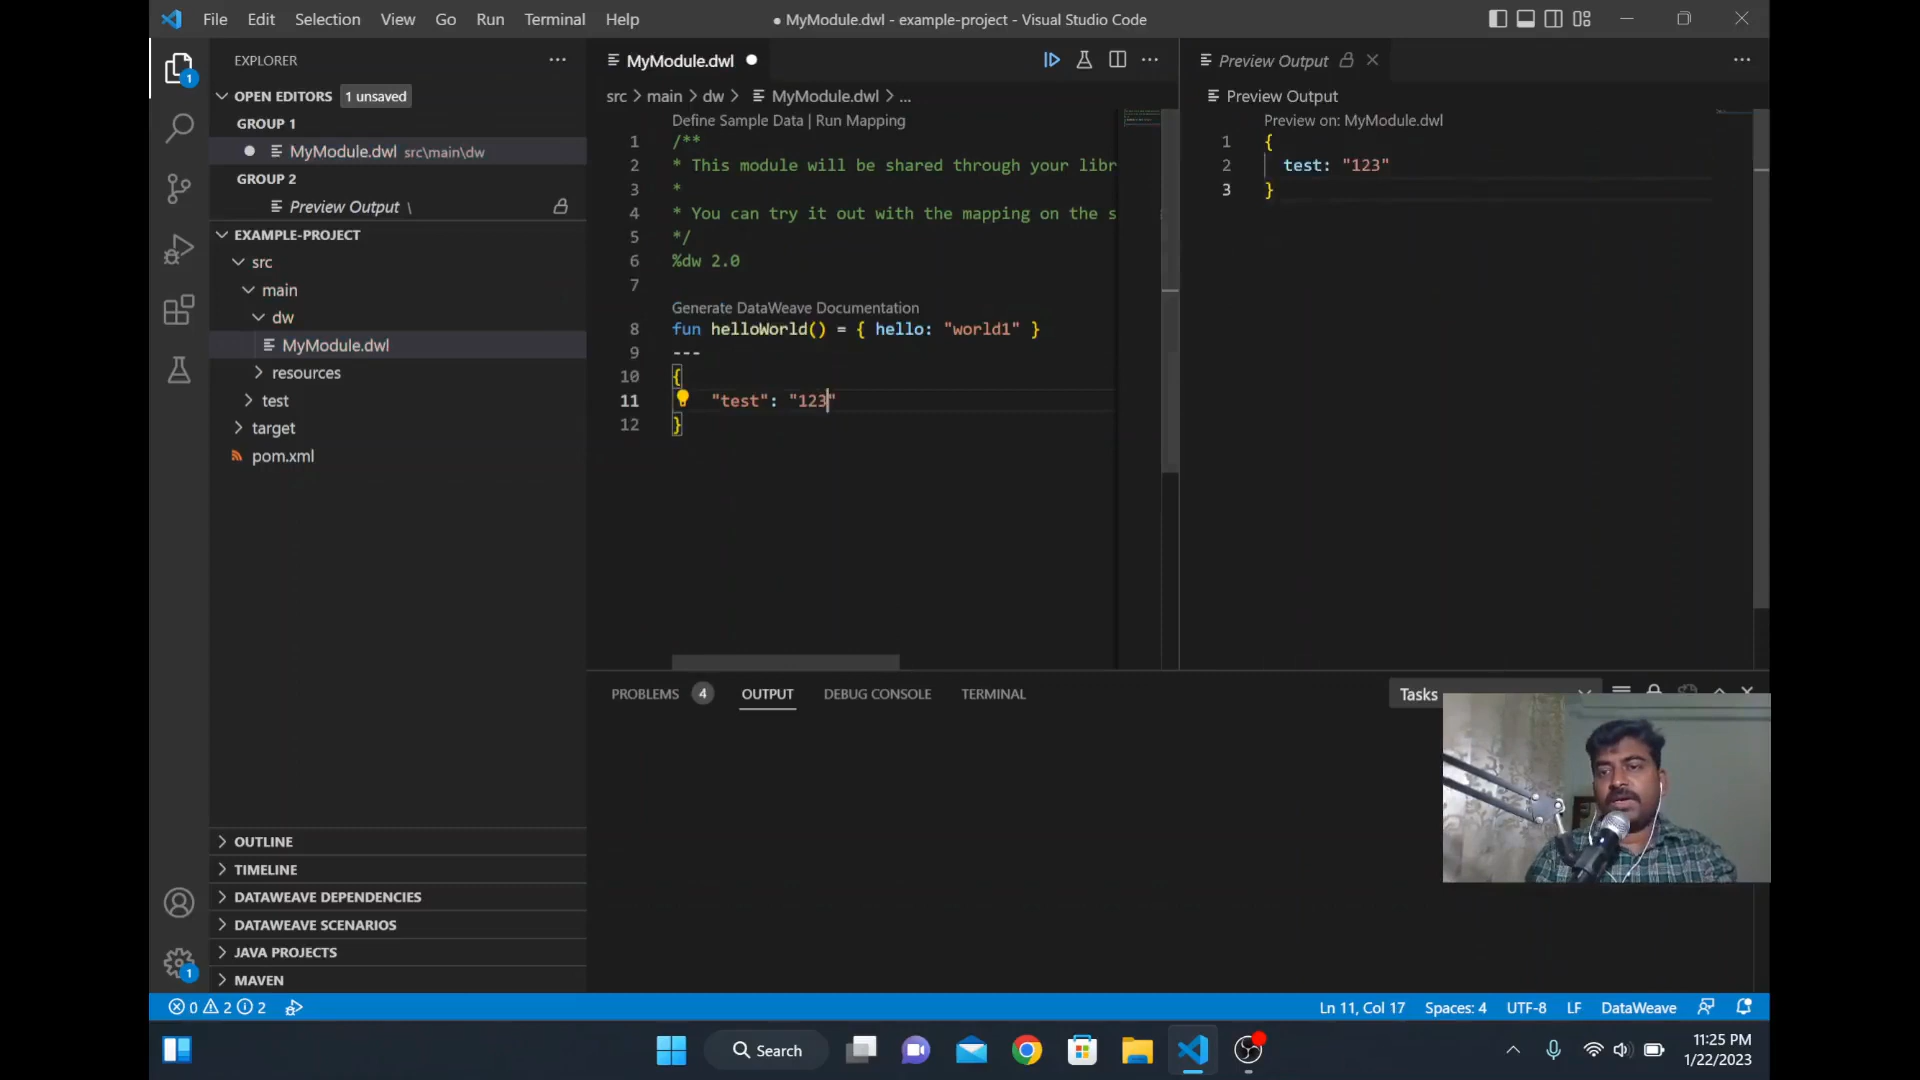 File Edit Selection View Go Run Terminal Help
● MyModule.dwl - example-project - Visual Studio Code
EXPLORER
OPEN EDITORS 1 unsaved
GROUP 1
MyModule.dwl src\main\dw
GROUP 2
Preview Output \
EXAMPLE-PROJECT
src
main
dw
MyModule.dwl
resources
test
target
pom.xml
OUTLINE
TIMELINE
DATAWEAVE DEPENDENCIES
DATAWEAVE SCENARIOS
JAVA PROJECTS
MAVEN
1
1
MyModule.dwl
src > main > dw > MyModule.dwl > ...
Define Sample Data | Run Mapping
1 /**
2 * This module will be shared through your libr
3 *
4 * You can try it out with the mapping on the s
5 */
6 %dw 2.0
7
Generate DataWeave Documentation
8 fun helloWorld() = { hello: "world1" }
9 ---
10 {
11 "test": "123"
12 }
Preview Output
Preview Output
Preview on: MyModule.dwl
1 {
2 test: "123"
3 }
PROBLEMS 4 OUTPUT DEBUG CONSOLE TERMINAL
Tasks
0 2 2
Ln 11, Col 17 Spaces: 4 UTF-8 LF DataWeave
Search
11:25 PM
1/22/2023